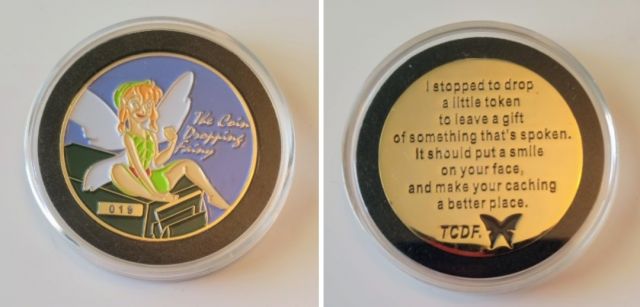 The Coin
Dropping
Fairy
019
I stopped to drop
a little token
to leave a gift
of something that's spoken.
It should put a smile
on your face,
and make your caching
a better place.
TCDF.